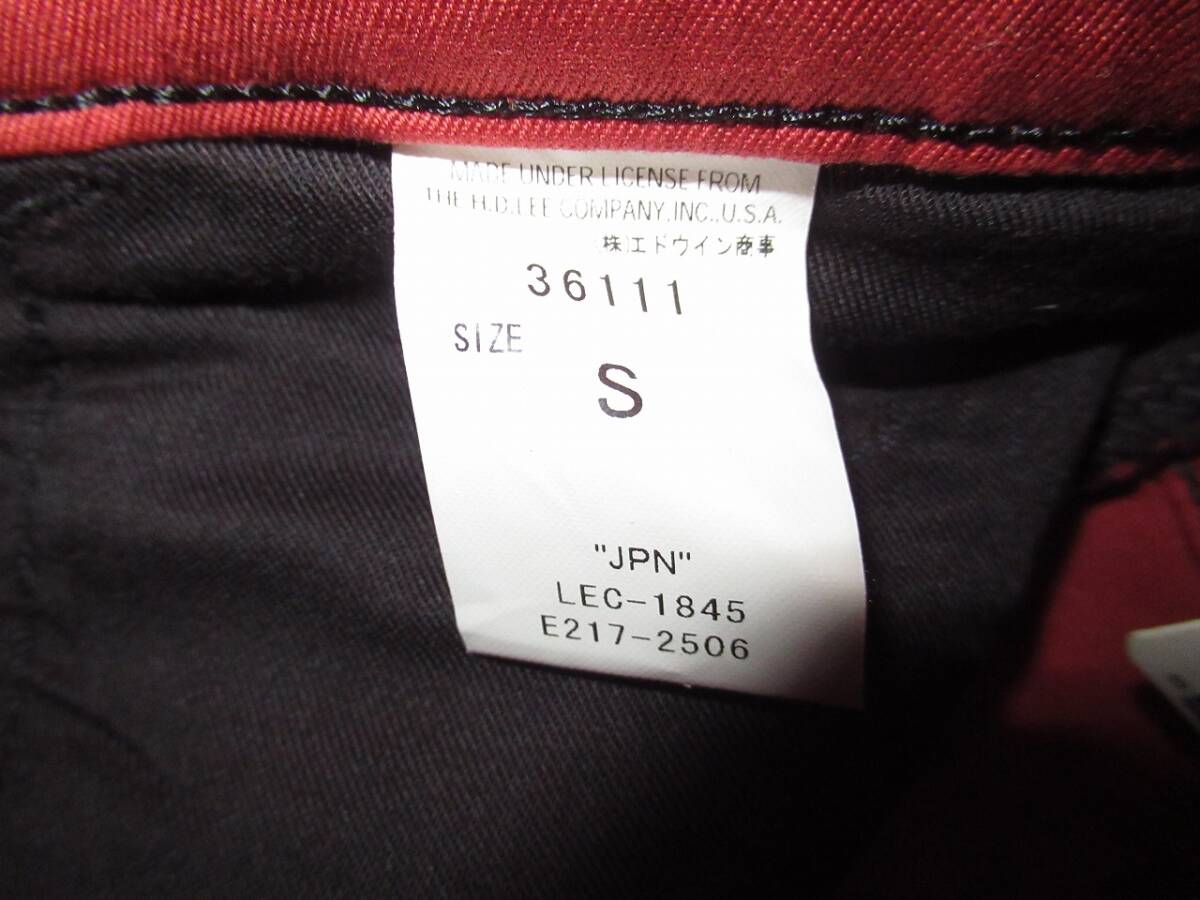 MADE UNDER LICENSE FROM
THE H.D.LEE COMPANY,INC.,U.S.A.
(株)エドウイン商事
36111
SIZE
S
"JPN"
LEC-1845
E217-2506